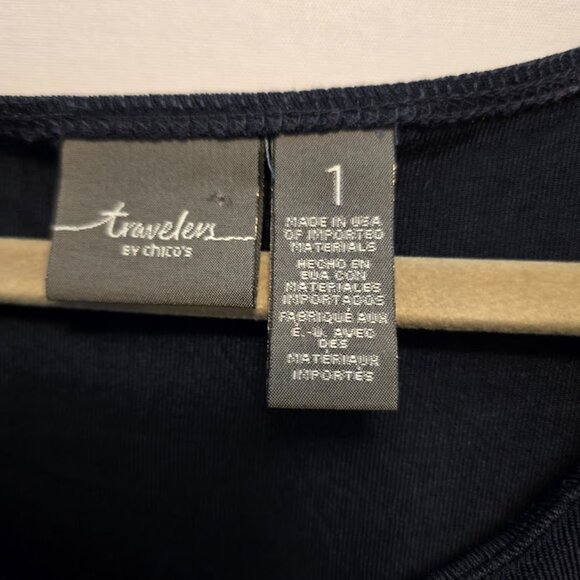 travelers
BY chico's
1
MADE IN USA
OF IMPORTED
MATERIALS
HECHO EN
EUA CON
MATERIALES
IMPORTADOS
FABRIQUÉ AUX
É.-U. AVEC
DES
MATÉRIAUX
IMPORTÉS